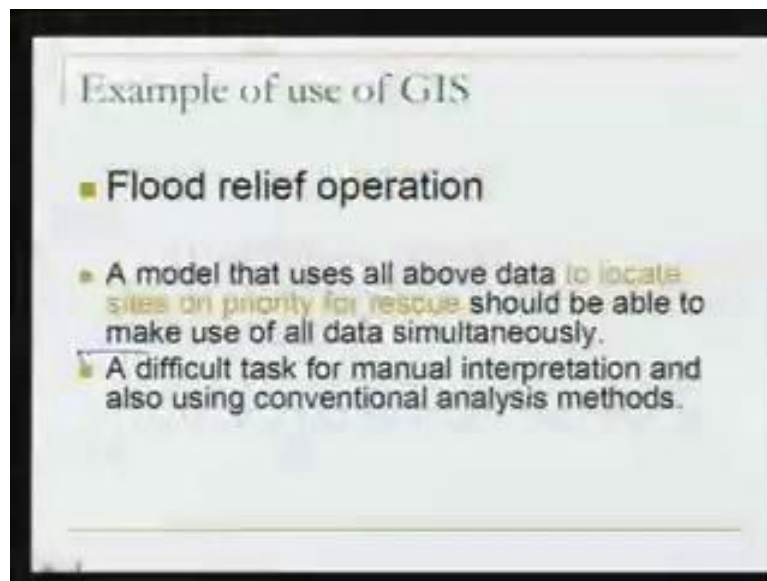 Example of use of GIS
Flood relief operation
A model that uses all above data to locate
sites on priority for rescue should be able to
make use of all data simultaneously.
A difficult task for manual interpretation and
also using conventional analysis methods.